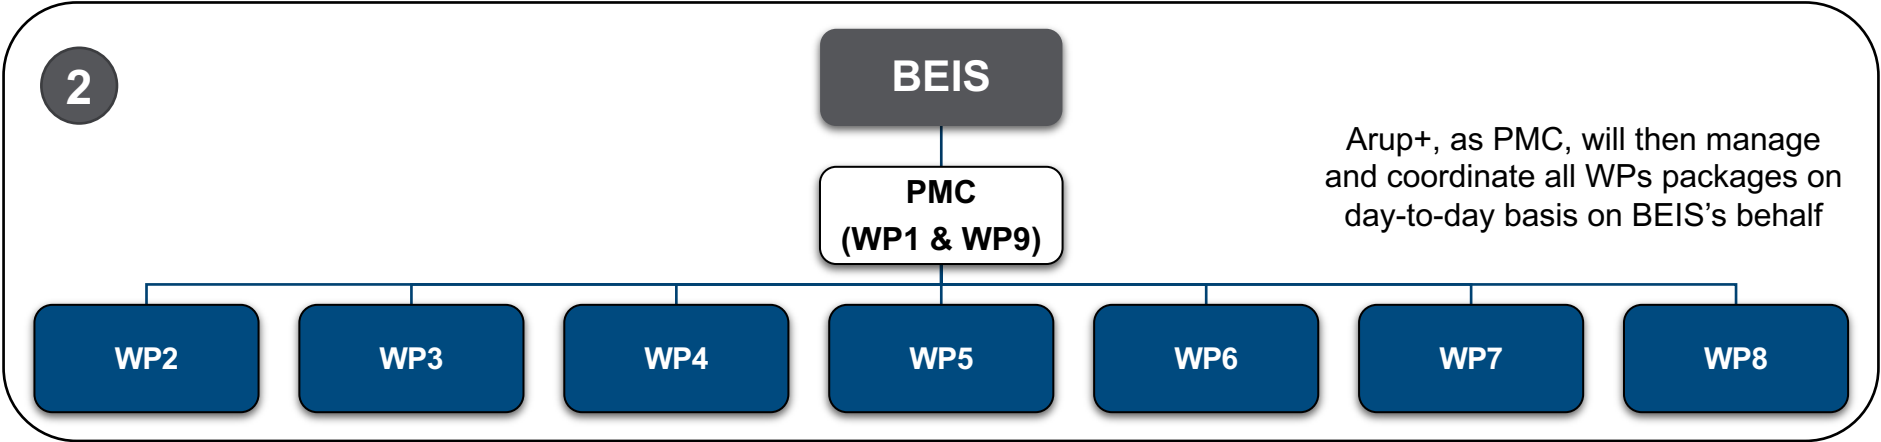 2
BEIS
Arup+, as PMC, will then manage
and coordinate all WPs packages on
day-to-day basis on BEIS’s behalf
PMC
(WP1 & WP9)
WP2
WP3
WP4
WP5
WP6
WP7
WP8